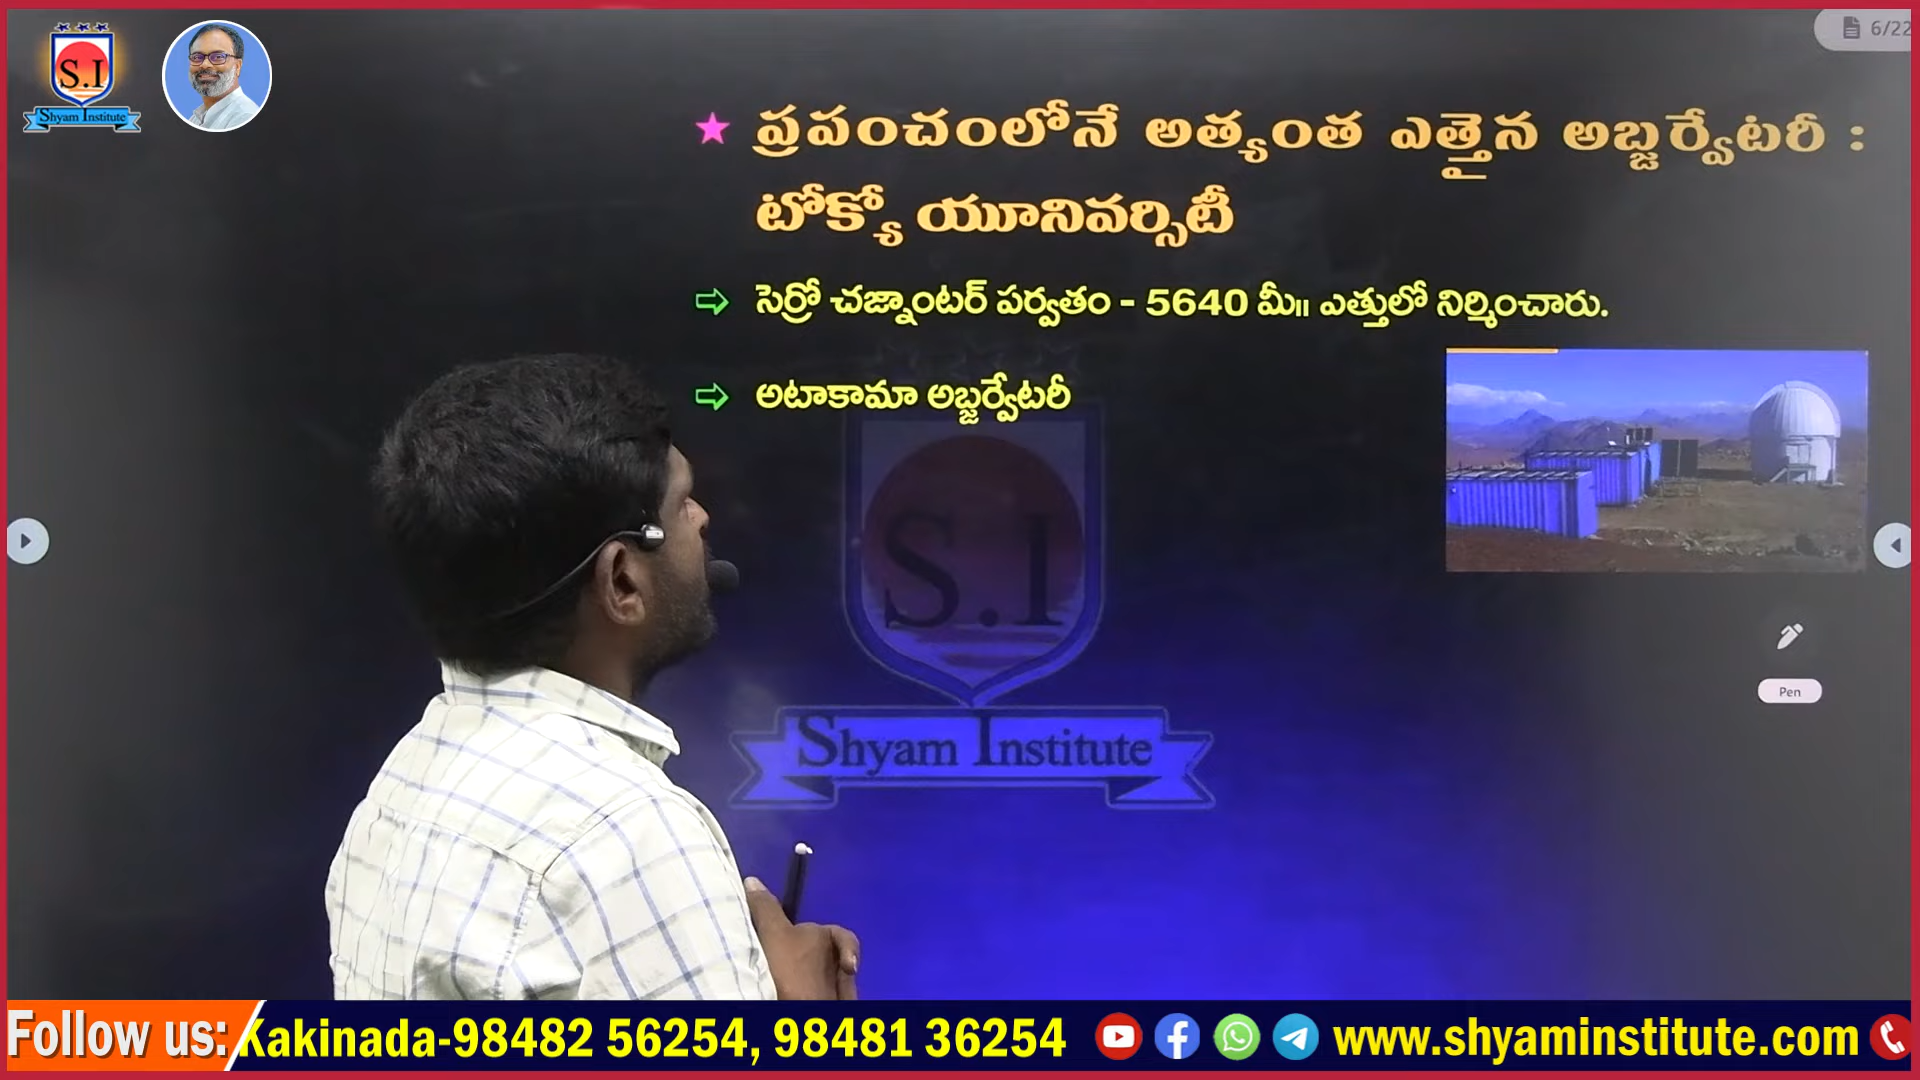 S.I
Shyam Institute
6/22
★ ప్రపంచంలోనే అత్యంత ఎత్తైన అబ్జర్వేటరీ :
టోక్యో యూనివర్సిటీ
⇨ సెర్రో చజ్నాంటర్ పర్వతం - 5640 మీ॥ ఎత్తులో నిర్మించారు.
⇨ అటాకామా అబ్జర్వేటరీ
S.I
Shyam Institute
Pen
Follow us: Kakinada-98482 56254, 98481 36254 www.shyaminstitute.com